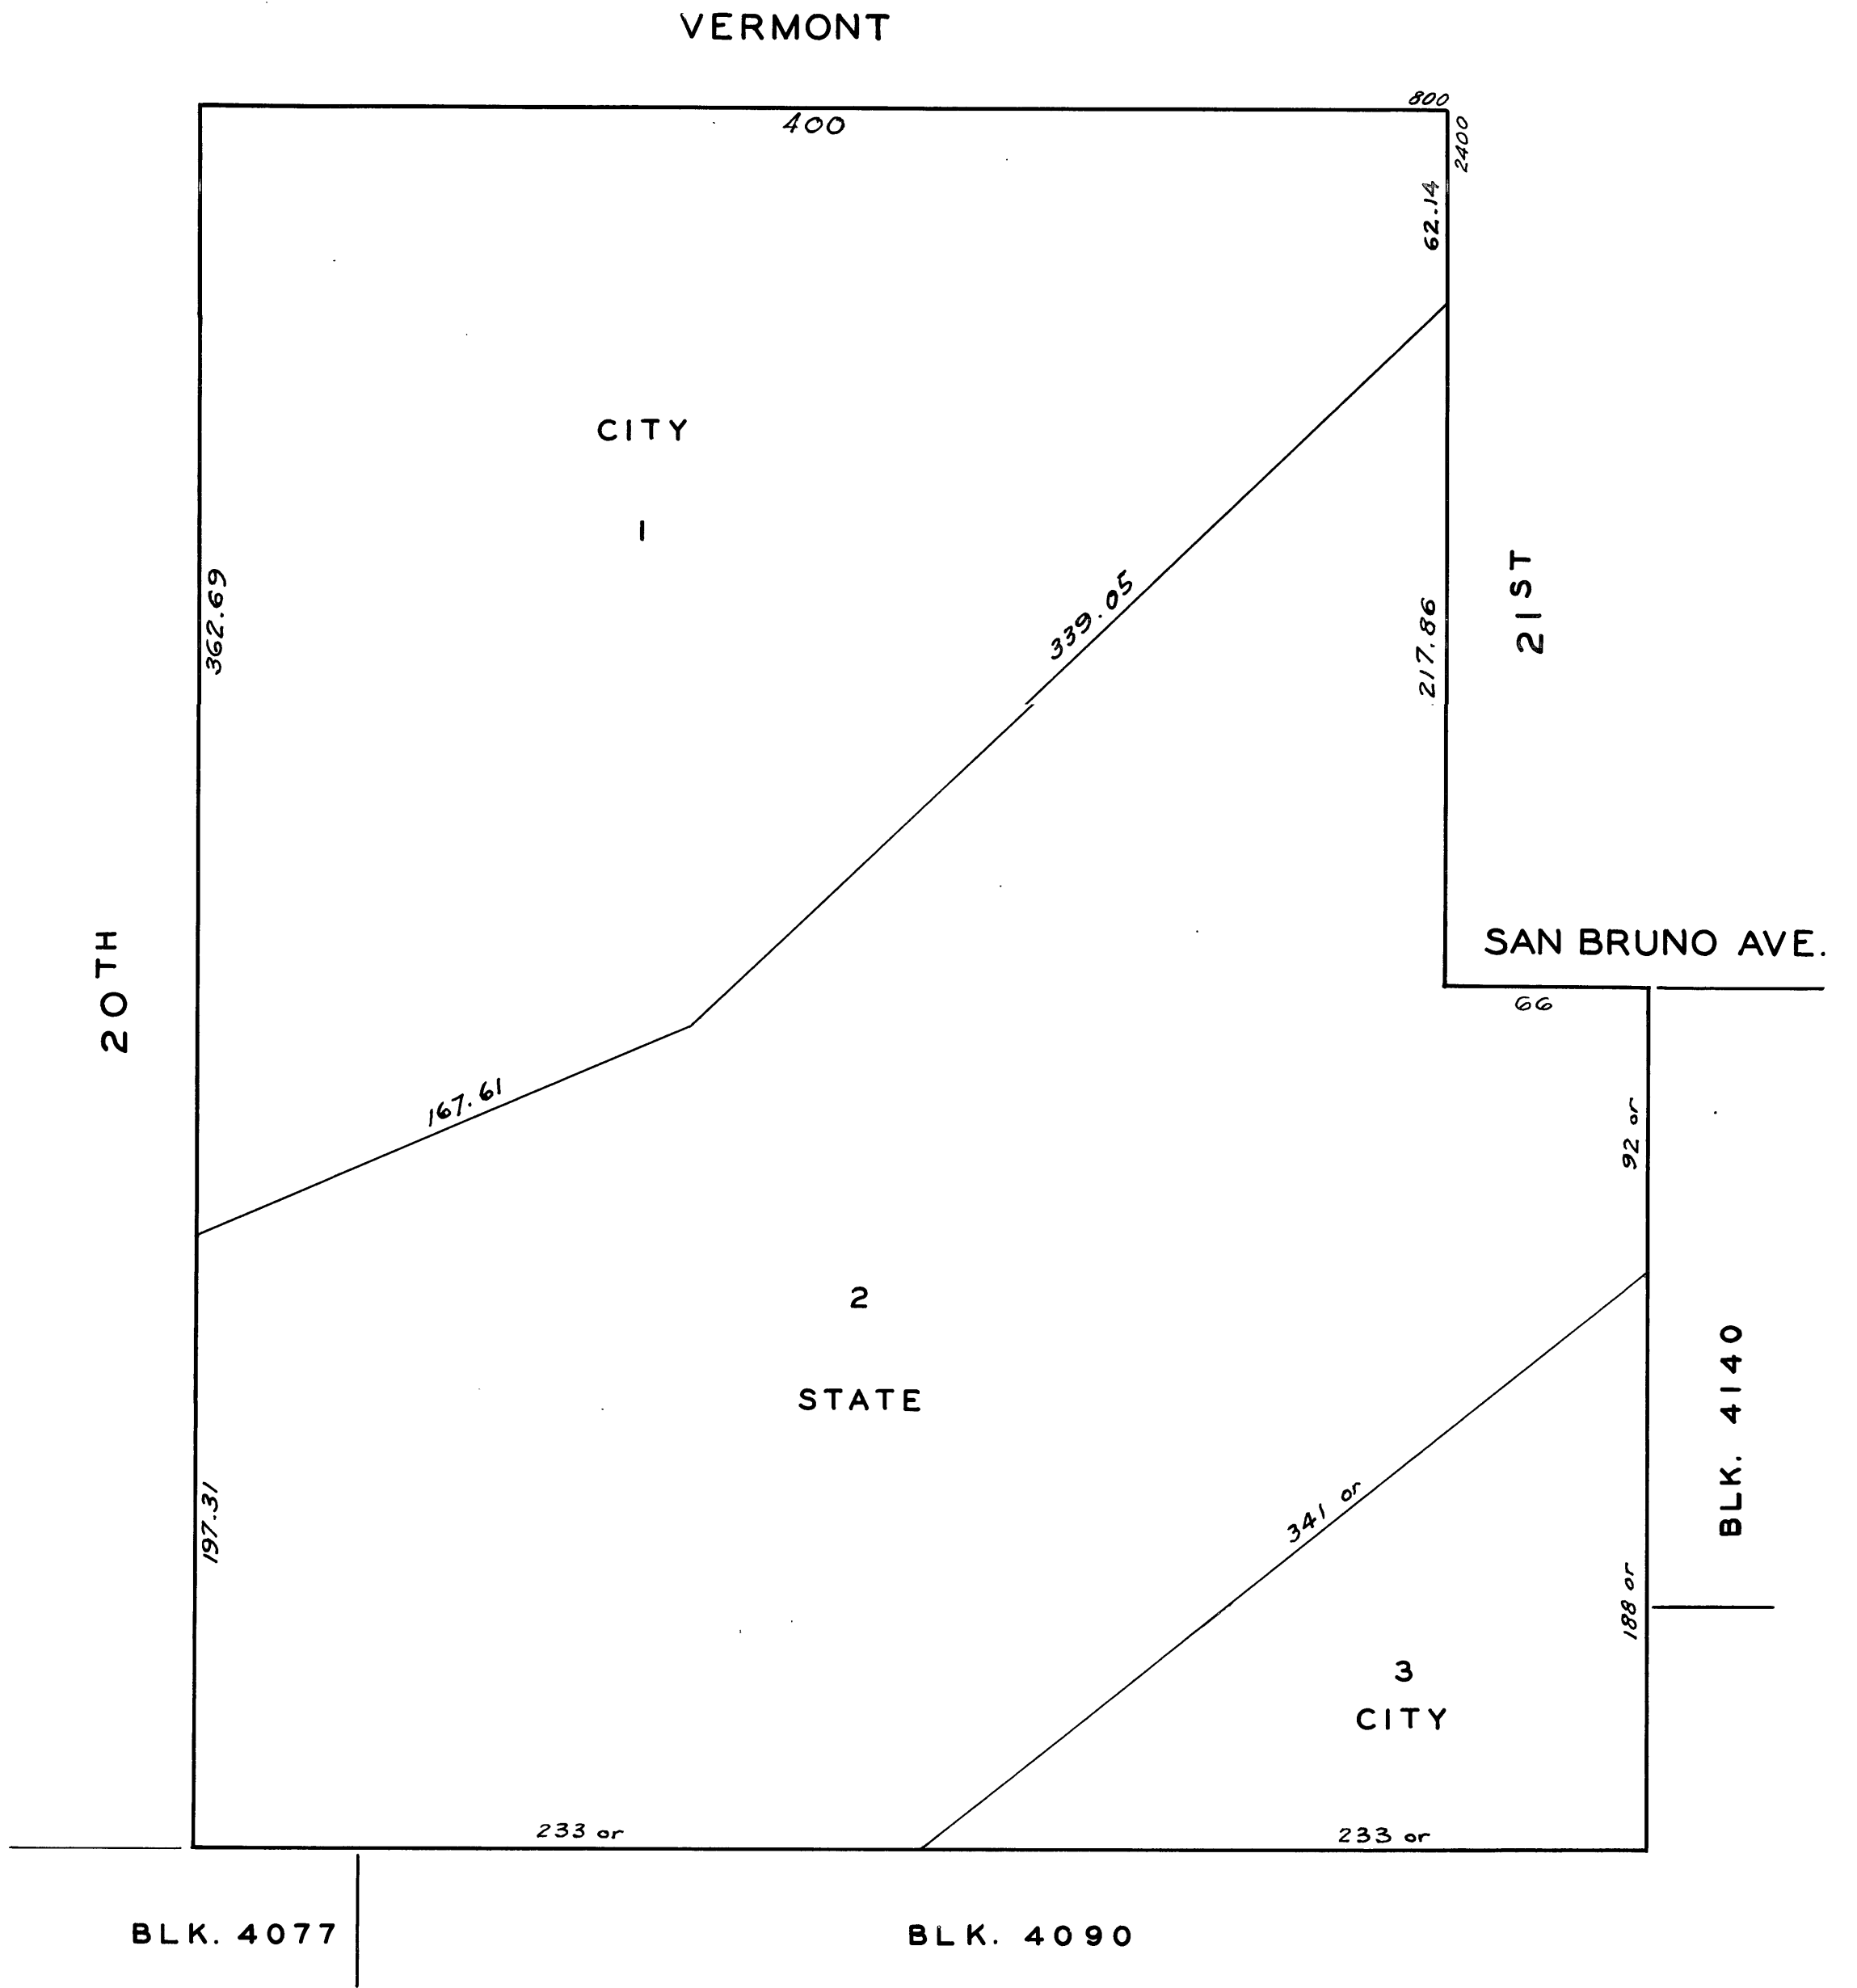 VERMONT
800
400
2400
62.14
CITY
1
362.69
339.05
217.86
21ST
20TH
SAN BRUNO AVE.
66
167.61
92 or
2
STATE
BLK. 4140
197.31
341 or
188 or
3
CITY
233 or
233 or
BLK. 4077
BLK. 4090